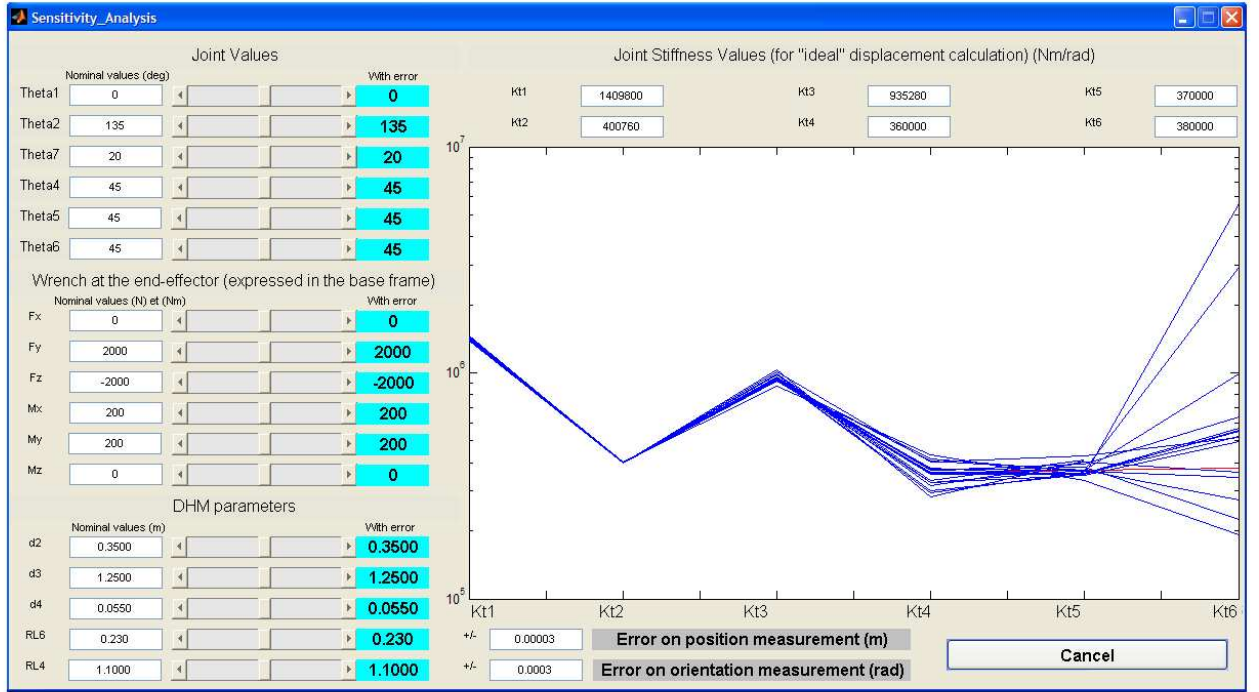 Sensitivity_Analysis
Joint Values
Nominal values (deg) With error
Theta1 0 0
Theta2 135 135
Theta7 20 20
Theta4 45 45
Theta5 45 45
Theta6 45 45
Wrench at the end-effector (expressed in the base frame)
Nominal values (N) et (Nm) With error
Fx 0 0
Fy 2000 2000
Fz -2000 -2000
Mx 200 200
My 200 200
Mz 0 0
DHM parameters
Nominal values (m) With error
d2 0.3500 0.3500
d3 1.2500 1.2500
d4 0.0550 0.0550
RL6 0.230 0.230
RL4 1.1000 1.1000
Joint Stiffness Values (for "ideal" displacement calculation) (Nm/rad)
Kt1 1409800 Kt3 935280 Kt5 370000
Kt2 400760 Kt4 360000 Kt6 380000
10^7
10^6
10^5
Kt1 Kt2 Kt3 Kt4 Kt5 Kt6
+/- 0.00003 Error on position measurement (m)
+/- 0.0003 Error on orientation measurement (rad)
Cancel